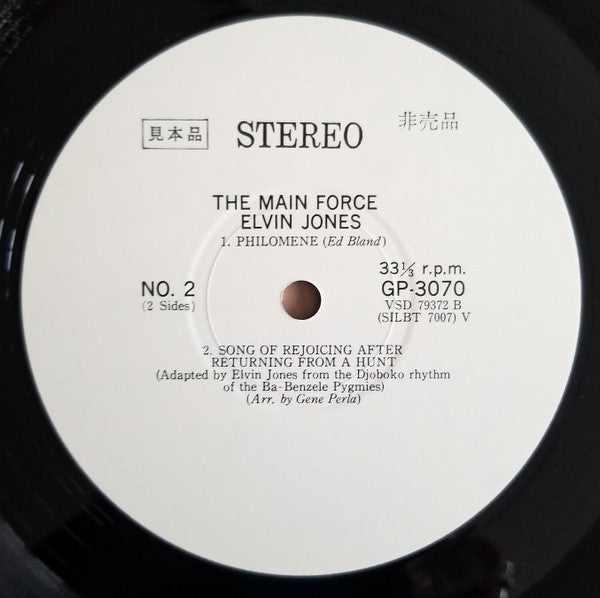 見本品 STEREO 非売品
THE MAIN FORCE
ELVIN JONES
1. PHILOMENE (Ed Bland)
33⅓ r.p.m.
NO. 2 GP-3070
(2 Sides) VSD 79372 B
(SILBT 7007) V
2. SONG OF REJOICING AFTER
RETURNING FROM A HUNT
(Adapted by Elvin Jones from the Djoboko rhythm
of the Ba-Benzele Pygmies)
(Arr. by Gene Perla)